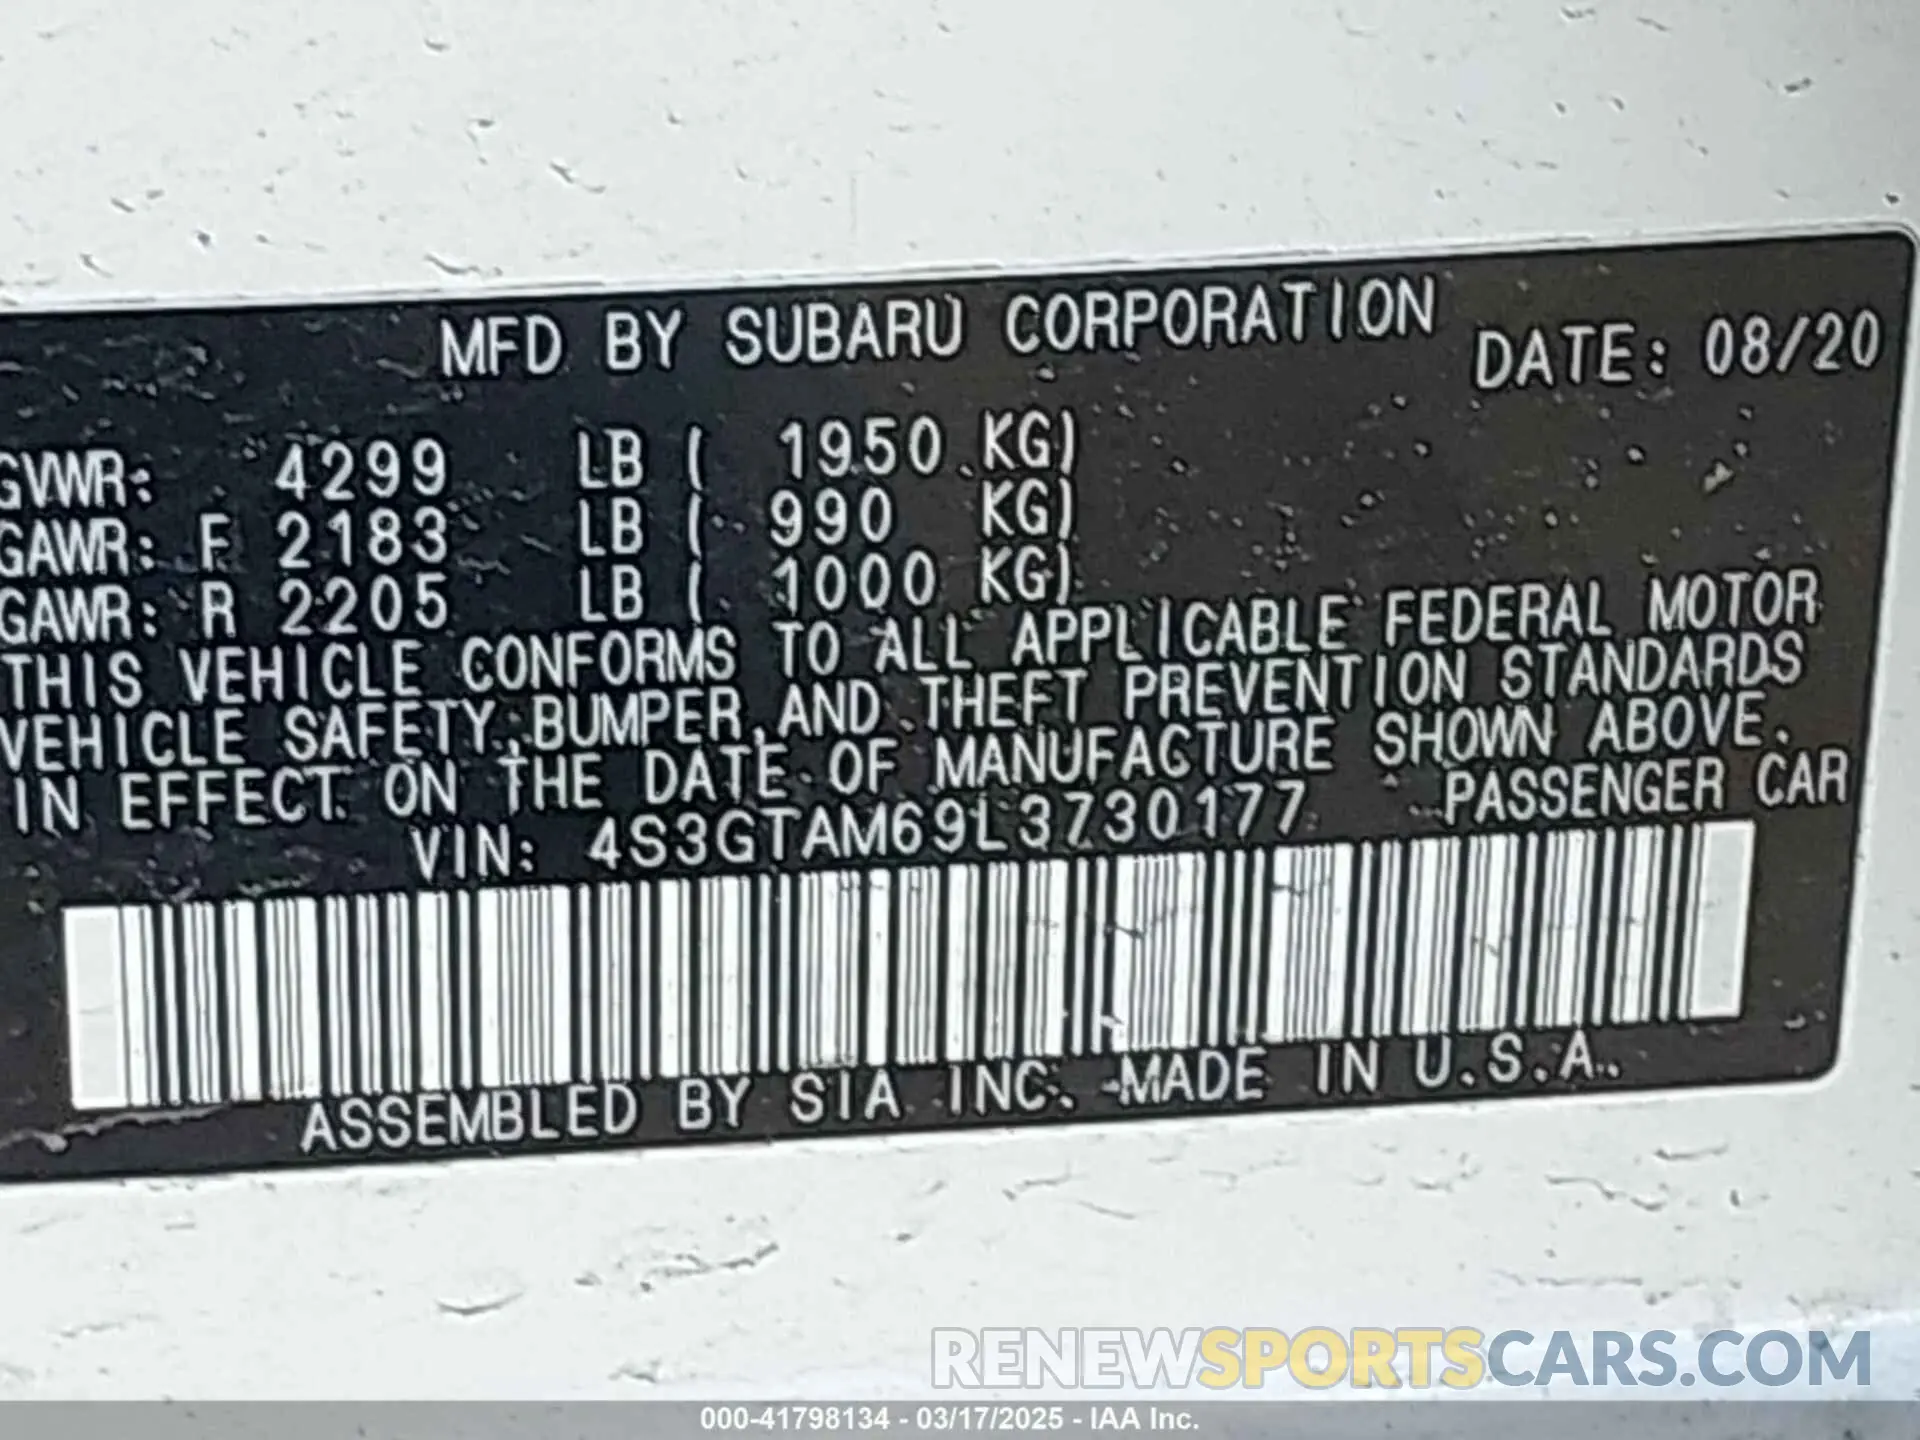 MFD BY SUBARU CORPORATION DATE: 08/20
GVWR: 4299 LB ( 1950 KG)
GAWR: F 2183 LB ( 990 KG)
GAWR: R 2205 LB ( 1000 KG)
THIS VEHICLE CONFORMS TO ALL APPLICABLE FEDERAL MOTOR
VEHICLE SAFETY, BUMPER, AND THEFT PREVENTION STANDARDS
IN EFFECT ON THE DATE OF MANUFACTURE SHOWN ABOVE.
VIN: 4S3GTAM69L3730177 PASSENGER CAR
ASSEMBLED BY SIA INC. MADE IN U.S.A.
RENEWSPORTSCARS.COM
000-41798134 - 03/17/2025 - IAA Inc.